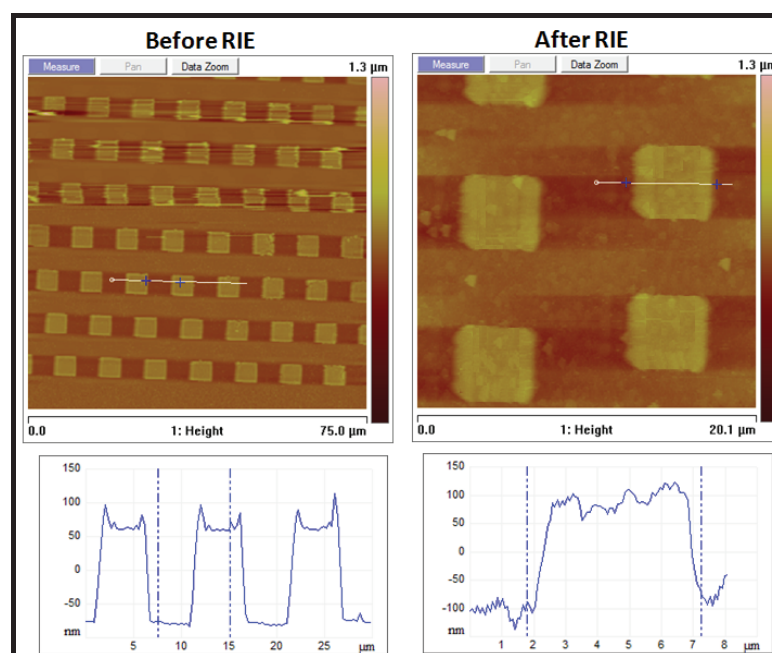 Before RIE
After RIE
Measure Pan Data Zoom 1.3 µm
Measure Pan Data Zoom 1.3 µm
0.0 1: Height 75.0 µm
0.0 1: Height 20.1 µm
150
100
50
0
-50
nm
5 10 15 20 25 µm
150
100
50
0
-50
-100
nm
1 2 3 4 5 6 7 8 µm